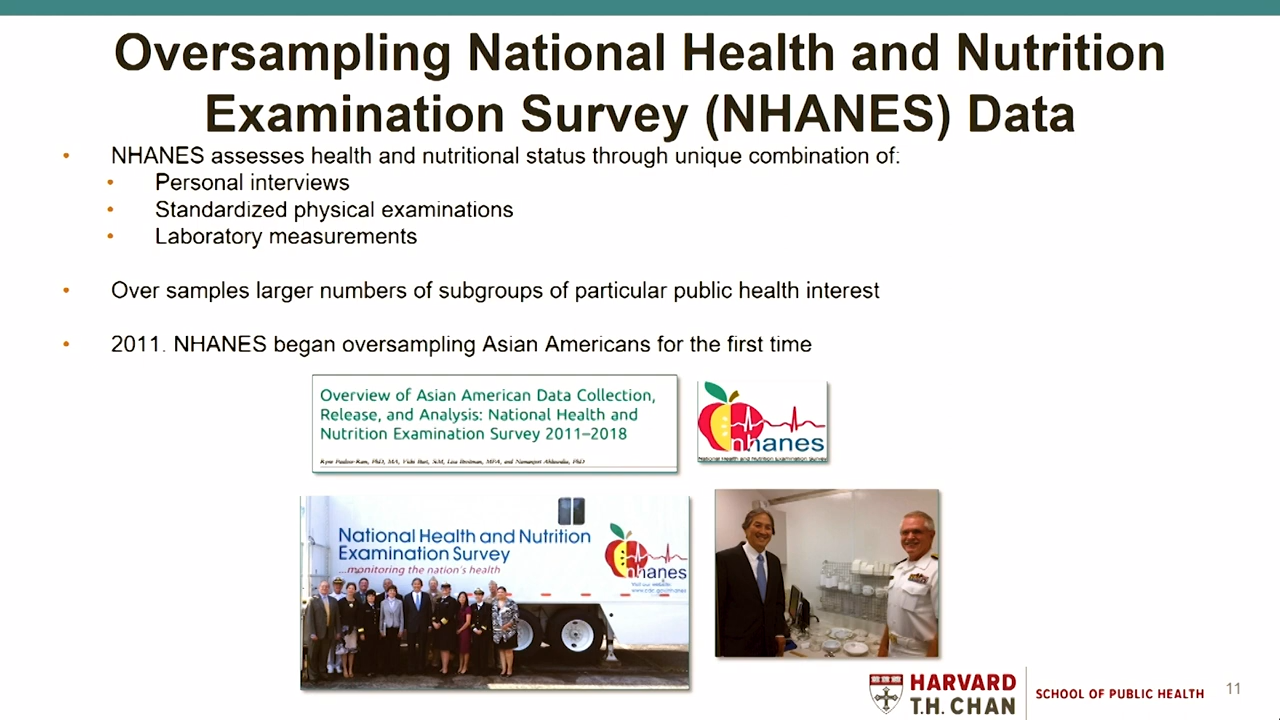 Oversampling National Health and Nutrition
Examination Survey (NHANES) Data
• NHANES assesses health and nutritional status through unique combination of:
• Personal interviews
• Standardized physical examinations
• Laboratory measurements
• Over samples larger numbers of subgroups of particular public health interest
• 2011. NHANES began oversampling Asian Americans for the first time
Overview of Asian American Data Collection,
Release, and Analysis: National Health and
Nutrition Examination Survey 2011–2018
nhanes
National Health and Nutrition Examination Survey
National Health and Nutrition
Examination Survey
...monitoring the nation's health
nhanes
Visit our website
HARVARD
T.H. CHAN
SCHOOL OF PUBLIC HEALTH
11